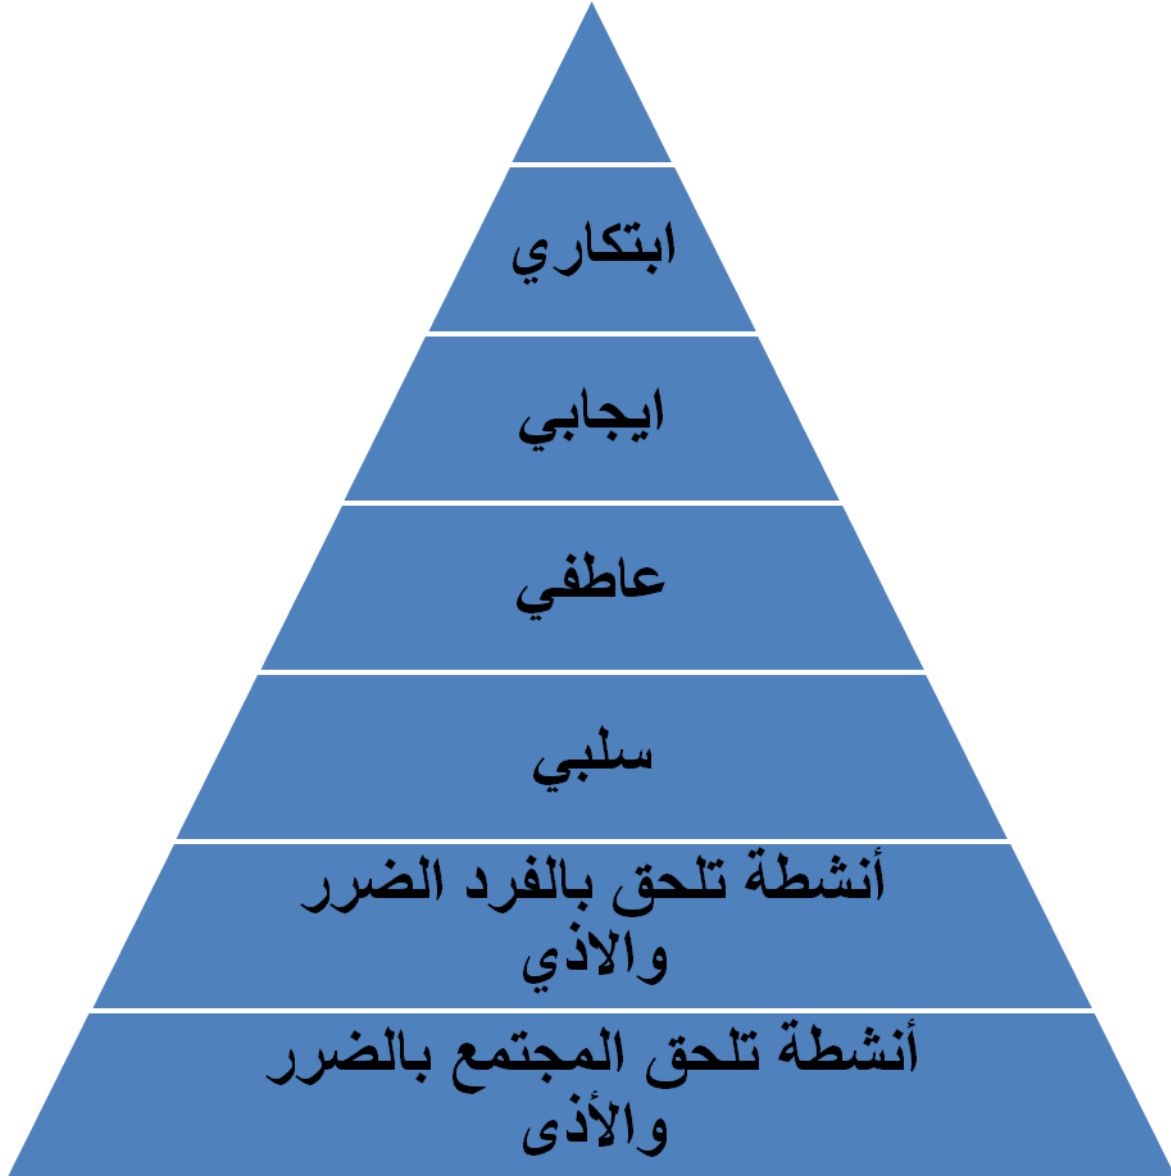 ابتكاري
ايجابي
عاطفي
سلبي
أنشطة تلحق بالفرد الضرر
والاذي
أنشطة تلحق المجتمع بالضرر
والأذى